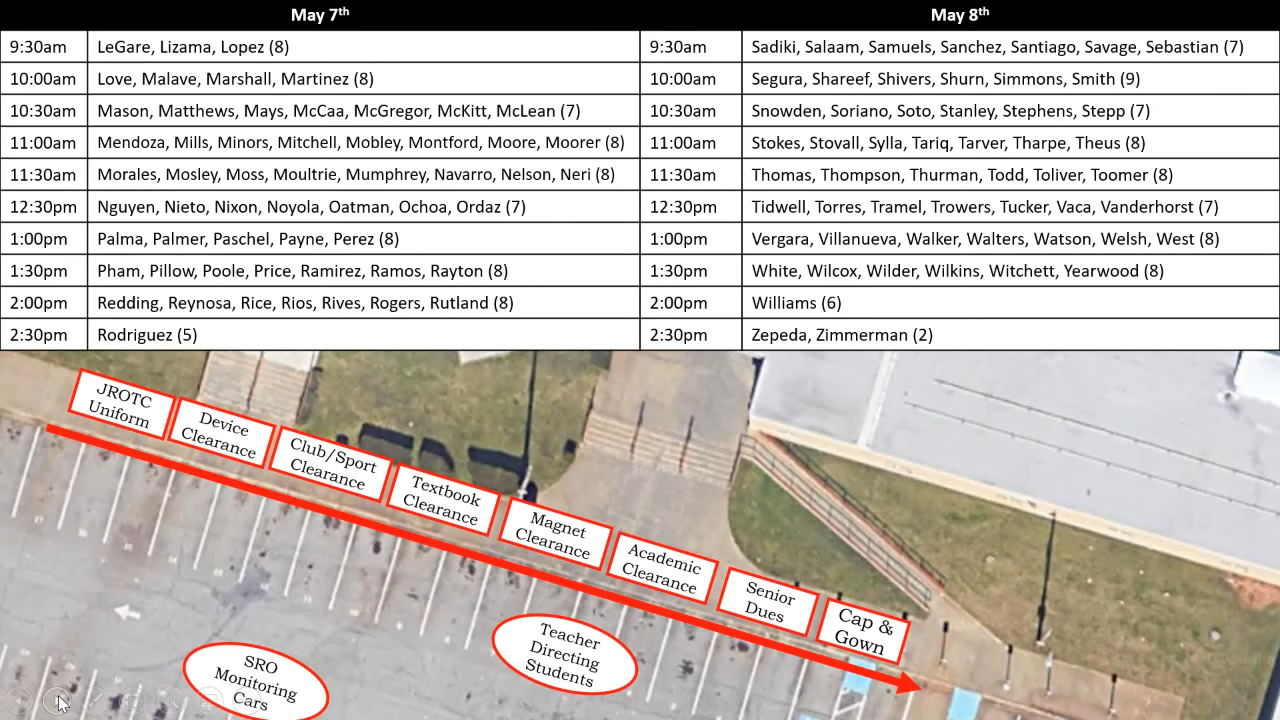 May 7th
May 8th
9:30am LeGare, Lizama, Lopez (8)
9:30am Sadiki, Salaam, Samuels, Sanchez, Santiago, Savage, Sebastian (7)
10:00am Love, Malave, Marshall, Martinez (8)
10:00am Segura, Shareef, Shivers, Shurn, Simmons, Smith (9)
10:30am Mason, Matthews, Mays, McCaa, McGregor, McKitt, McLean (7)
10:30am Snowden, Soriano, Soto, Stanley, Stephens, Stepp (7)
11:00am Mendoza, Mills, Minors, Mitchell, Mobley, Montford, Moore, Moorer (8)
11:00am Stokes, Stovall, Sylla, Tariq, Tarver, Tharpe, Theus (8)
11:30am Morales, Mosley, Moss, Moultrie, Mumphrey, Navarro, Nelson, Neri (8)
11:30am Thomas, Thompson, Thurman, Todd, Toliver, Toomer (8)
12:30pm Nguyen, Nieto, Nixon, Noyola, Oatman, Ochoa, Ordaz (7)
12:30pm Tidwell, Torres, Tramel, Trowers, Tucker, Vaca, Vanderhorst (7)
1:00pm Palma, Palmer, Paschel, Payne, Perez (8)
1:00pm Vergara, Villanueva, Walker, Walters, Watson, Welsh, West (8)
1:30pm Pham, Pillow, Poole, Price, Ramirez, Ramos, Rayton (8)
1:30pm White, Wilcox, Wilder, Wilkins, Witchett, Yearwood (8)
2:00pm Redding, Reynosa, Rice, Rios, Rives, Rogers, Rutland (8)
2:00pm Williams (6)
2:30pm Rodriguez (5)
2:30pm Zepeda, Zimmerman (2)
JROTC
Uniform
Device
Clearance
Club/Sport
Clearance
Textbook
Clearance
Magnet
Clearance
Academic
Clearance
Senior
Dues
Cap &
Gown
Teacher
Directing
Students
SRO
Monitoring
Cars